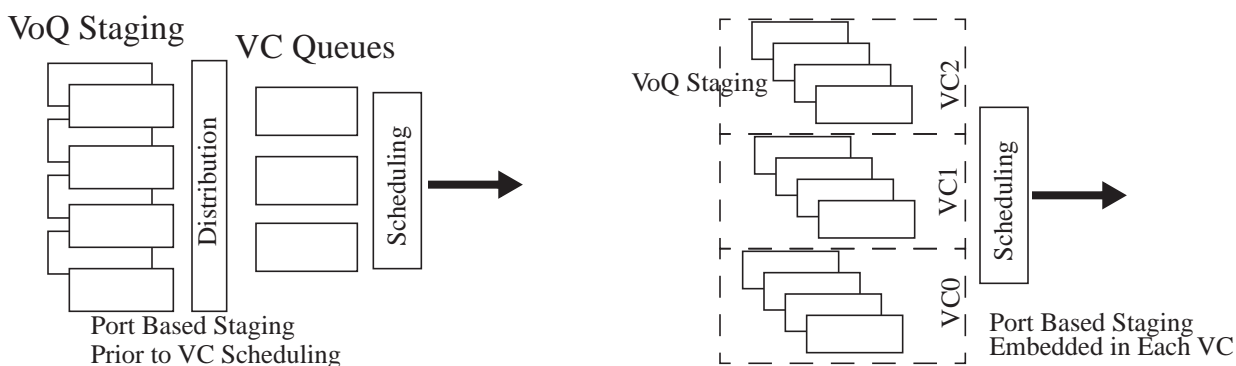 VoQ Staging
VC Queues
Distribution
Scheduling
Port Based Staging
Prior to VC Scheduling
VoQ Staging
VC2
VC1
VC0
Scheduling
Port Based Staging
Embedded in Each VC